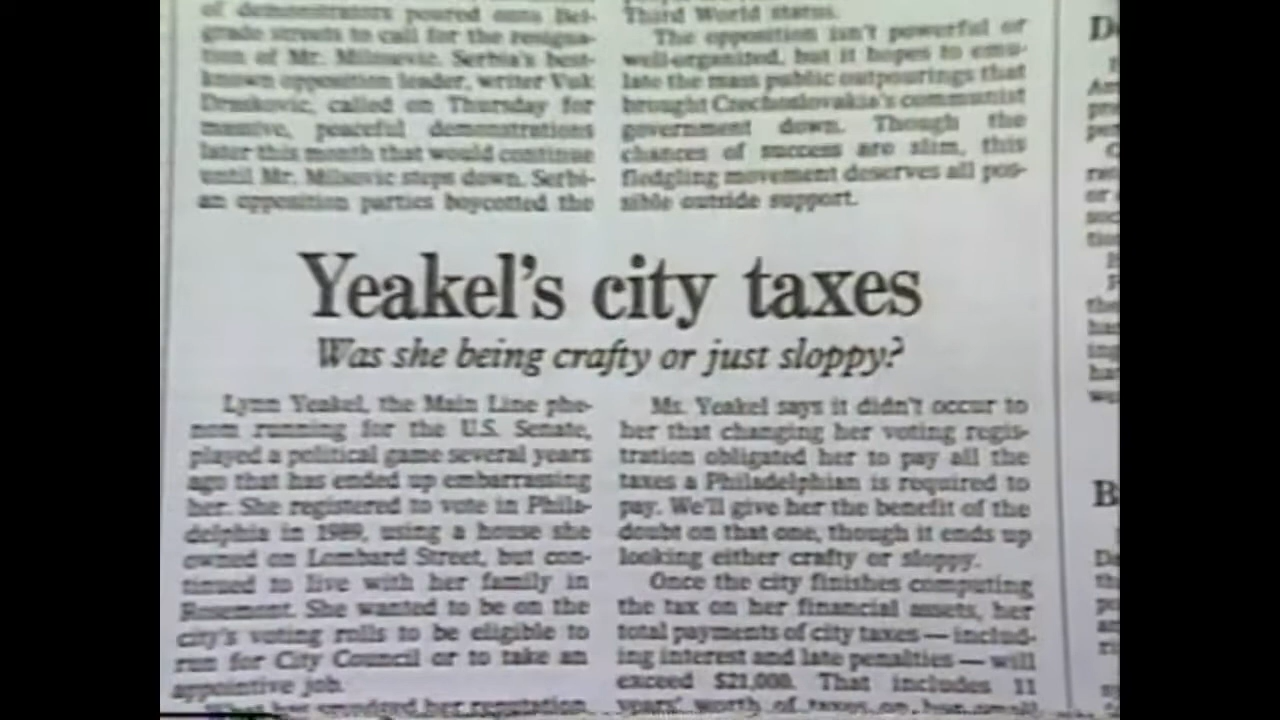 of demonstrators poured onto Bel-
grade streets to call for the resigna-
tion of Mr. Milosevic. Serbia's best-
known opposition leader, writer Vuk
Draskovic, called on Thursday for
massive, peaceful demonstrations
later this month that would continue
until Mr. Milsovic steps down. Serbi-
an opposition parties boycotted the
Third World status.
The opposition isn't powerful or
well-organized, but it hopes to emu-
late the mass public outpourings that
brought Czechoslovakia's communist
government down. Though the
chances of success are slim, this
fledgling movement deserves all pos-
sible outside support.
Yeakel's city taxes
Was she being crafty or just sloppy?
Lynn Yeakel, the Main Line phe-
nom running for the U.S. Senate,
played a political game several years
ago that has ended up embarrassing
her. She registered to vote in Phila-
delphia in 1989, using a house she
owned on Lombard Street, but con-
tinued to live with her family in
Rosemont. She wanted to be on the
city's voting rolls to be eligible to
run for City Council or to take an
appointive job.
her reputation
Ms. Yeakel says it didn't occur to
her that changing her voting regis-
tration obligated her to pay all the
taxes a Philadelphian is required to
pay. We'll give her the benefit of the
doubt on that one, though it ends up
looking either crafty or sloppy.
Once the city finishes computing
the tax on her financial assets, her
total payments of city taxes — includ-
ing interest and late penalties — will
exceed $21,000. That includes 11
years' worth of taxes on her small